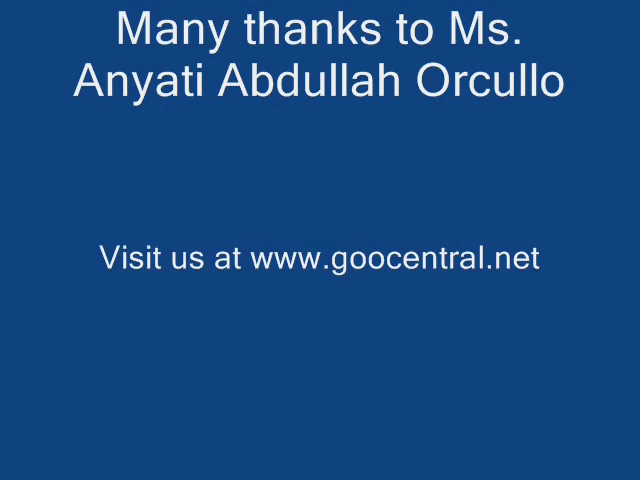 Many thanks to Ms.
Anyati Abdullah Orcullo
Visit us at www.goocentral.net